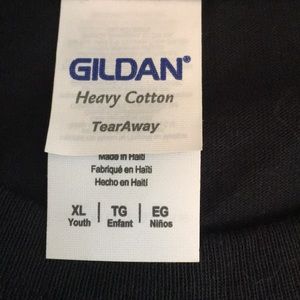 GILDAN®
Heavy Cotton
TearAway
Made in Haiti
Fabriqué en Haïti
Hecho en Haití
XL TG EG
Youth Enfant Niños